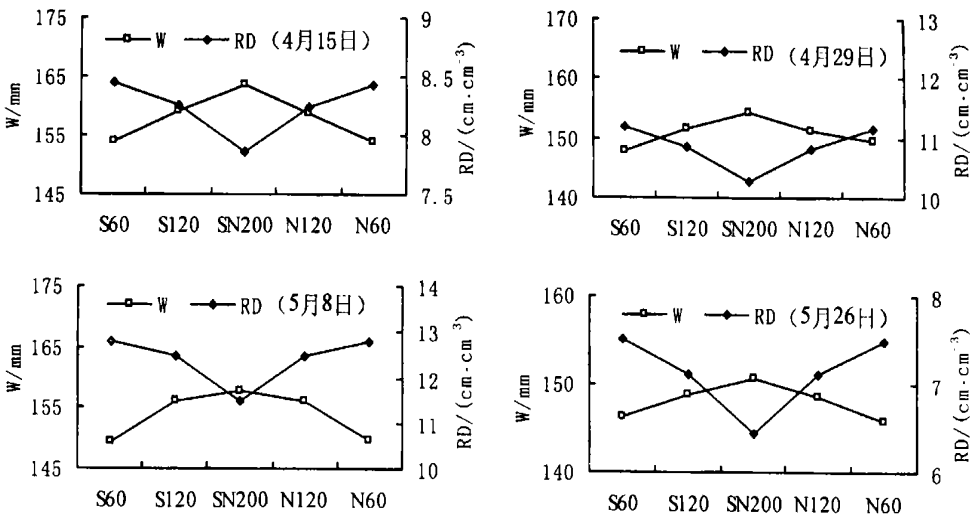 175
165
155
145
W/mm
W
RD (4月15日)
9
8.5
8
7.5
RD/(cm·cm⁻³)
S60 S120 SN200 N120 N60
170
160
150
140
W/mm
W
RD (4月29日)
13
12
11
10
RD/(cm·cm⁻³)
S60 S120 SN200 N120 N60
175
165
155
145
W/mm
W
RD (5月8日)
14
13
12
11
10
RD/(cm·cm⁻³)
S60 S120 SN200 N120 N60
160
150
140
W/mm
W
RD (5月26日)
8
7
6
RD/(cm·cm⁻³)
S60 S120 SN200 N120 N60